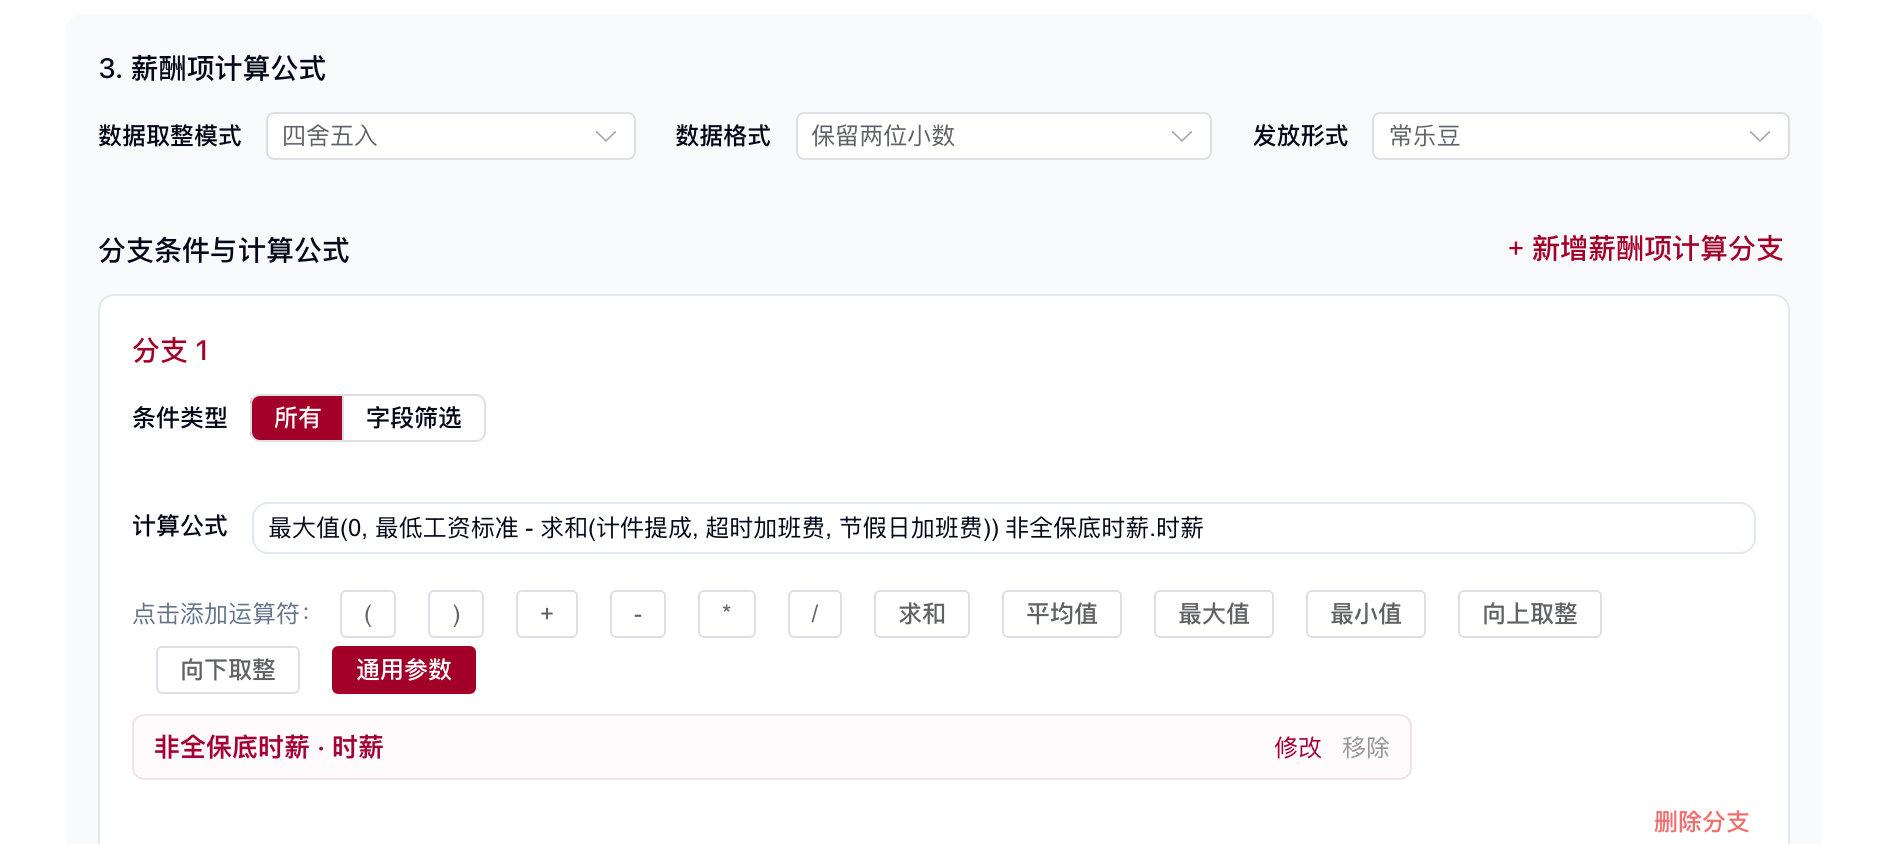 3. 薪酬项计算公式
数据取整模式 四舍五入 数据格式 保留两位小数 发放形式 常乐豆
分支条件与计算公式 + 新增薪酬项计算分支
分支 1
条件类型 所有 字段筛选
计算公式 最大值(0, 最低工资标准 - 求和(计件提成, 超时加班费, 节假日加班费)) 非全保底时薪.时薪
点击添加运算符: ( ) + - * / 求和 平均值 最大值 最小值 向上取整
向下取整 通用参数
非全保底时薪 · 时薪 修改 移除
删除分支